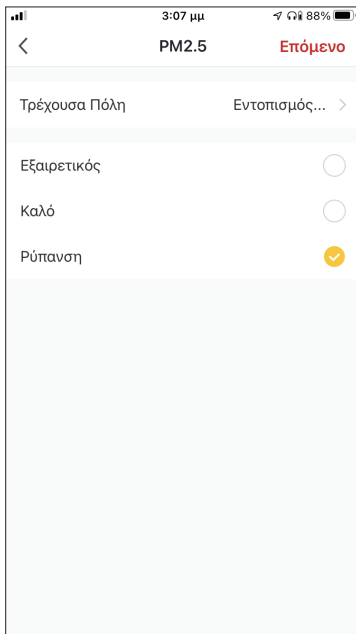 3:07 μμ
88%
PM2.5
Επόμενο
Τρέχουσα Πόλη
Εντοπισμός...
Εξαιρετικός
Καλό
Ρύπανση